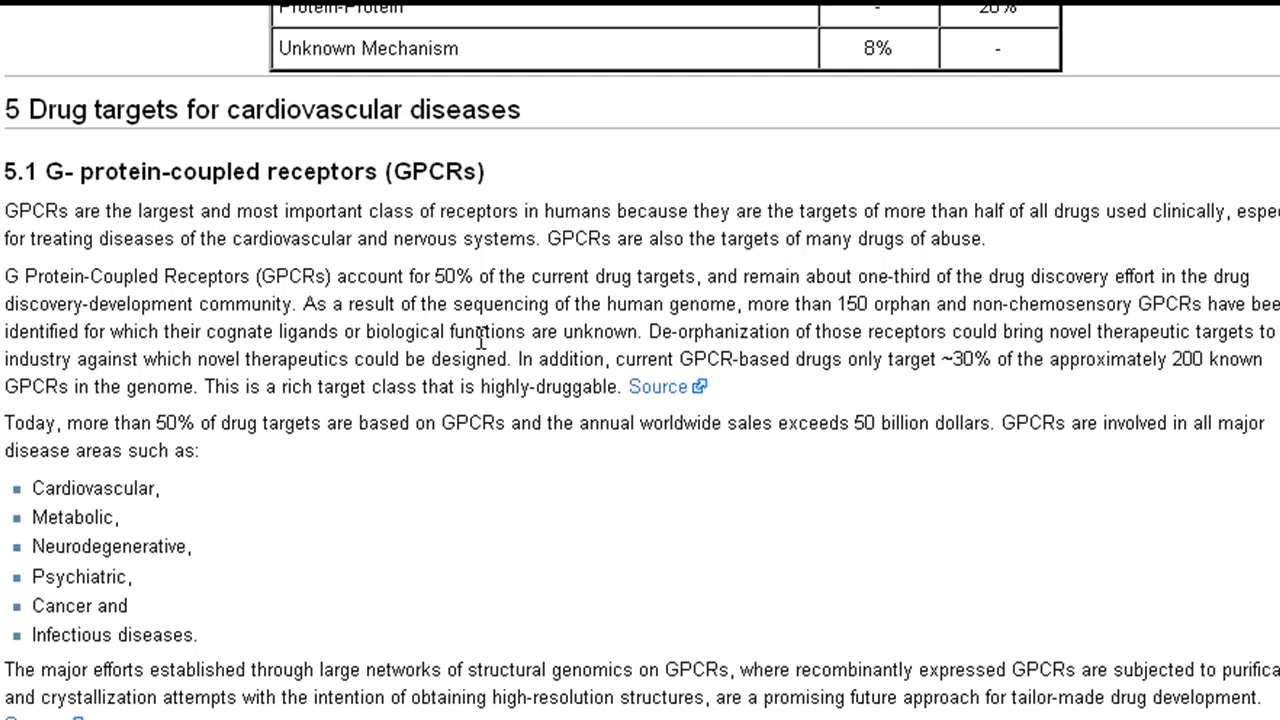 Protein-Protein - 20%
Unknown Mechanism 8% -
5 Drug targets for cardiovascular diseases
5.1 G- protein-coupled receptors (GPCRs)
GPCRs are the largest and most important class of receptors in humans because they are the targets of more than half of all drugs used clinically, espe
for treating diseases of the cardiovascular and nervous systems. GPCRs are also the targets of many drugs of abuse.
G Protein-Coupled Receptors (GPCRs) account for 50% of the current drug targets, and remain about one-third of the drug discovery effort in the drug
discovery-development community. As a result of the sequencing of the human genome, more than 150 orphan and non-chemosensory GPCRs have bee
identified for which their cognate ligands or biological functions are unknown. De-orphanization of those receptors could bring novel therapeutic targets to
industry against which novel therapeutics could be designed. In addition, current GPCR-based drugs only target ~30% of the approximately 200 known
GPCRs in the genome. This is a rich target class that is highly-druggable. Source
Today, more than 50% of drug targets are based on GPCRs and the annual worldwide sales exceeds 50 billion dollars. GPCRs are involved in all major
disease areas such as:
Cardiovascular,
Metabolic,
Neurodegenerative,
Psychiatric,
Cancer and
Infectious diseases.
The major efforts established through large networks of structural genomics on GPCRs, where recombinantly expressed GPCRs are subjected to purifica
and crystallization attempts with the intention of obtaining high-resolution structures, are a promising future approach for tailor-made drug development.